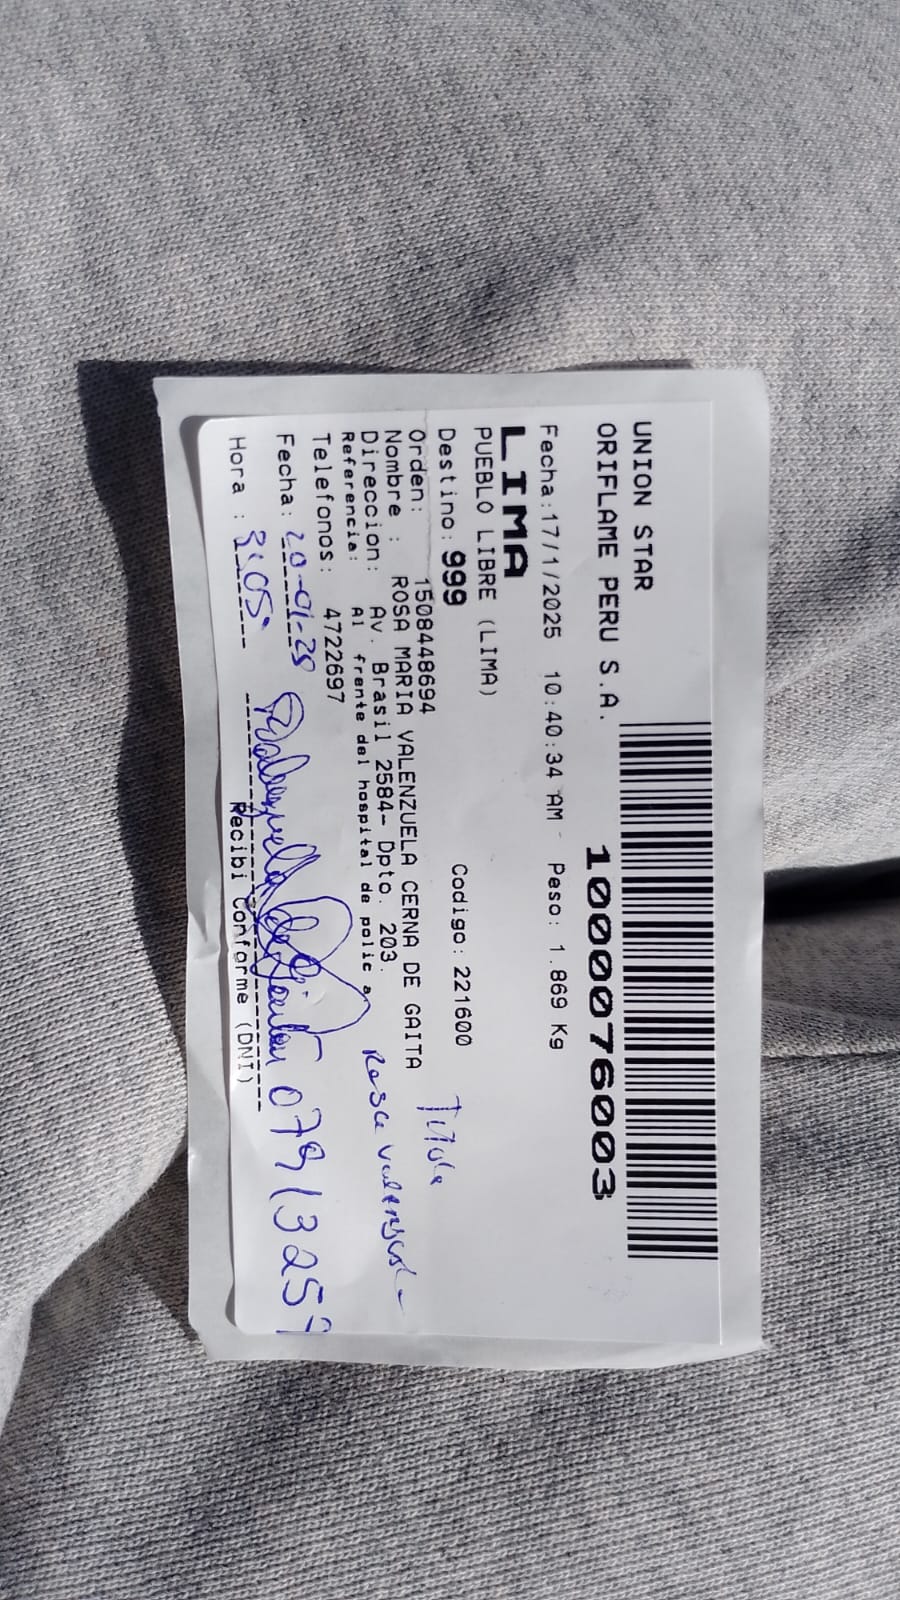 UNION STAR
ORIFLAME PERU S.A.
1000076003
Fecha:17/1/2025 10:40:34 AM - Peso: 1.869 Kg
LIMA
PUEBLO LIBRE (LIMA)
Destino: 999 Codigo: 221600
Orden: 1508448694
Nombre : ROSA MARIA VALENZUELA CERNA DE GAITA
Direccion: Av. Brasil 2584- Dpto. 203.
Referencia: Al frente del hospital de polic a
Telefonos: 4722697
Fecha: 20-01-25
Hora : 3:05.
Recibi Conforme (DNI)